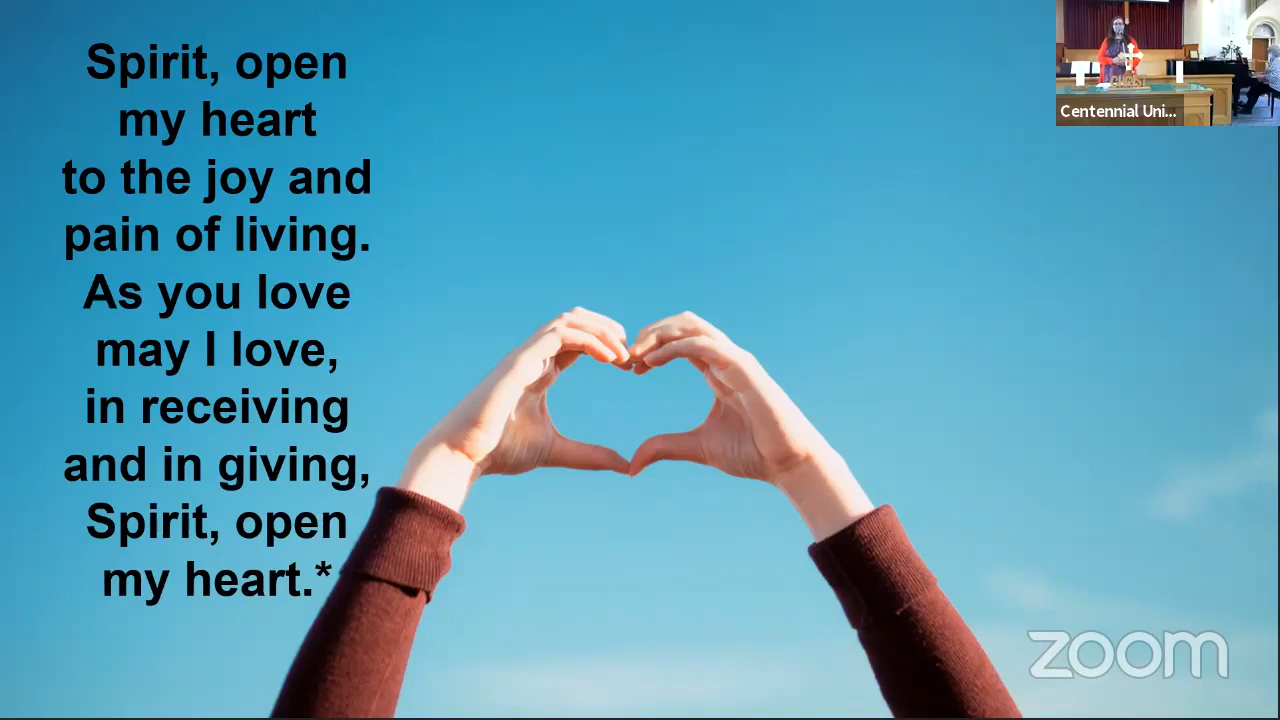 Spirit, open
my heart
to the joy and
pain of living.
As you love
may I love,
in receiving
and in giving,
Spirit, open
my heart.*
CHRIST
Centennial Uni...
zoom